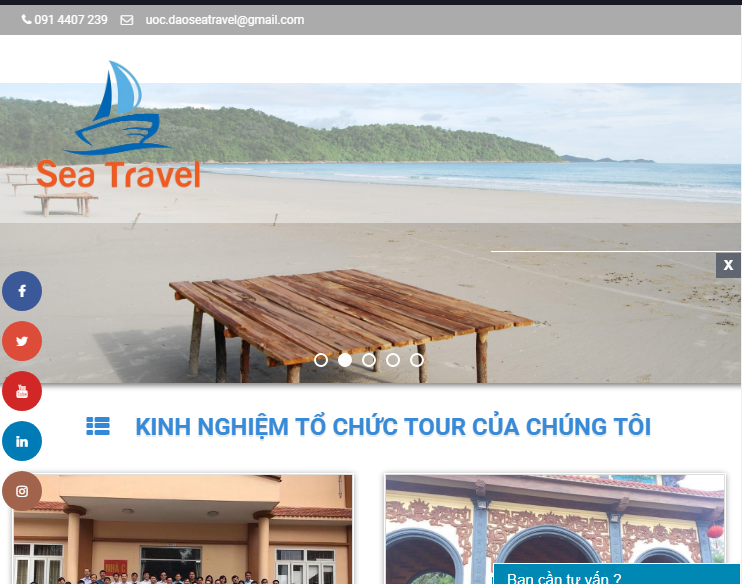 091 4407 239 uoc.daoseatravel@gmail.com
Sea Travel
X
KINH NGHIỆM TỔ CHỨC TOUR CỦA CHÚNG TÔI
NHÀ C
Bạn cần tư vấn ?